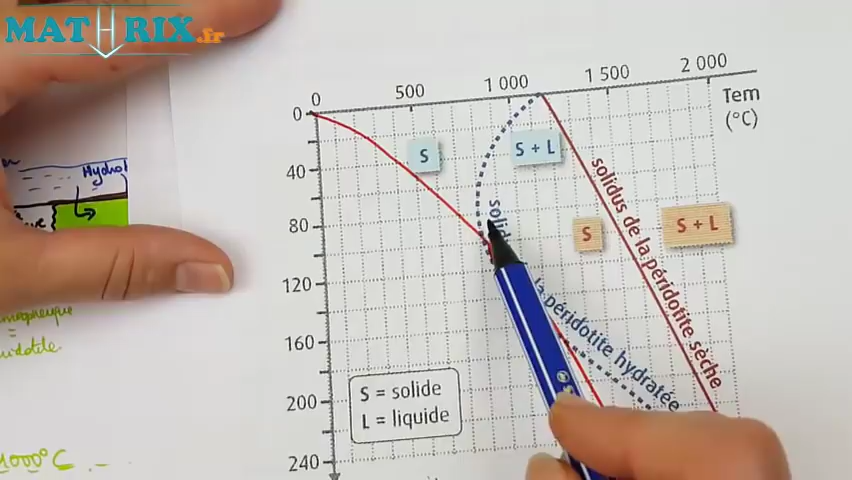 MATHRIX.fr
0 500 1 000 1 500 2 000
Tem
(°C)
0
40
80
120
160
200
240
S
S + L
S
S + L
solidus de la péridotite sèche
solid
la péridotite hydratée
S = solide
L = liquide
1000°C